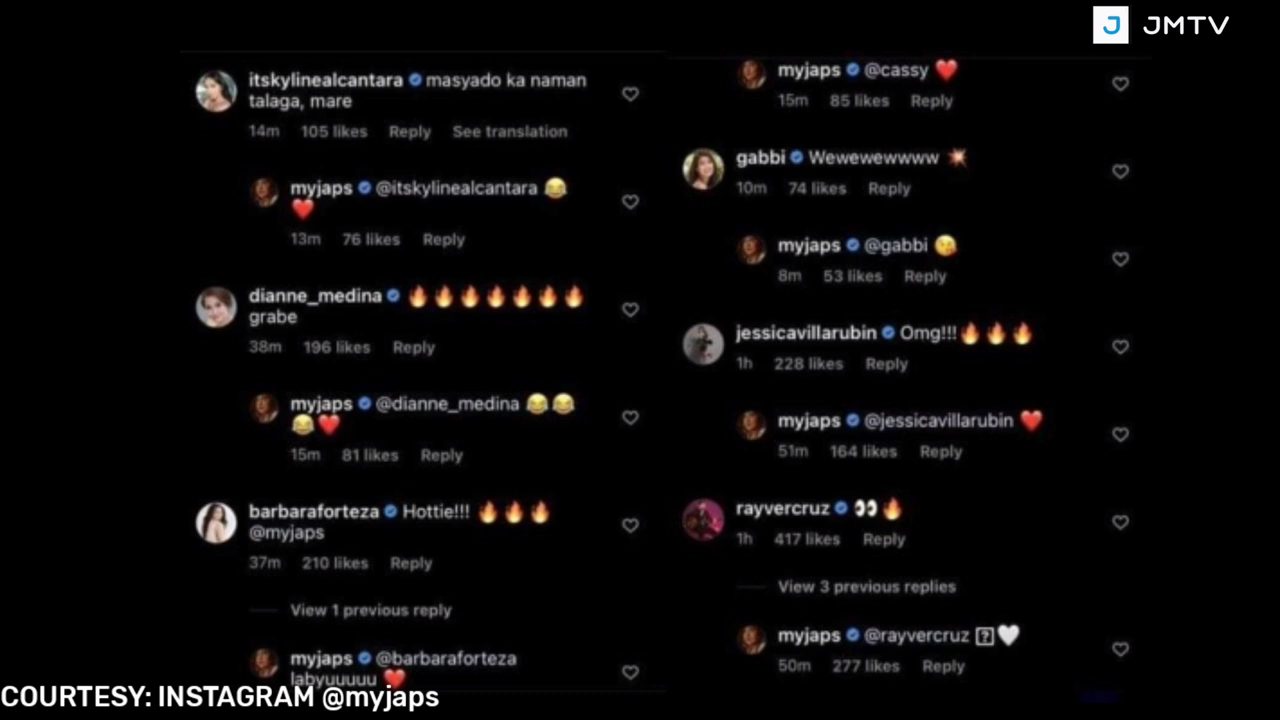 J JMTV
itskylinealcantara masyado ka naman
talaga, mare
14m 105 likes Reply See translation
myjaps @itskylinealcantara 😂
❤️
13m 76 likes Reply
dianne_medina 🔥🔥🔥🔥🔥🔥🔥
grabe
38m 196 likes Reply
myjaps @dianne_medina 😂😂
😂❤️
15m 81 likes Reply
barbaraforteza Hottie!!! 🔥🔥🔥
@myjaps
37m 210 likes Reply
View 1 previous reply
myjaps @barbaraforteza
labyuuuuu ❤️
myjaps @cassy ❤️
15m 85 likes Reply
gabbi Wewewewwww 💥
10m 74 likes Reply
myjaps @gabbi 😘
8m 53 likes Reply
jessicavillarubin Omg!!!🔥🔥🔥
1h 228 likes Reply
myjaps @jessicavillarubin ❤️
51m 164 likes Reply
rayvercruz 👀🔥
1h 417 likes Reply
View 3 previous replies
myjaps @rayvercruz ⍰🤍
50m 277 likes Reply
COURTESY: INSTAGRAM @myjaps